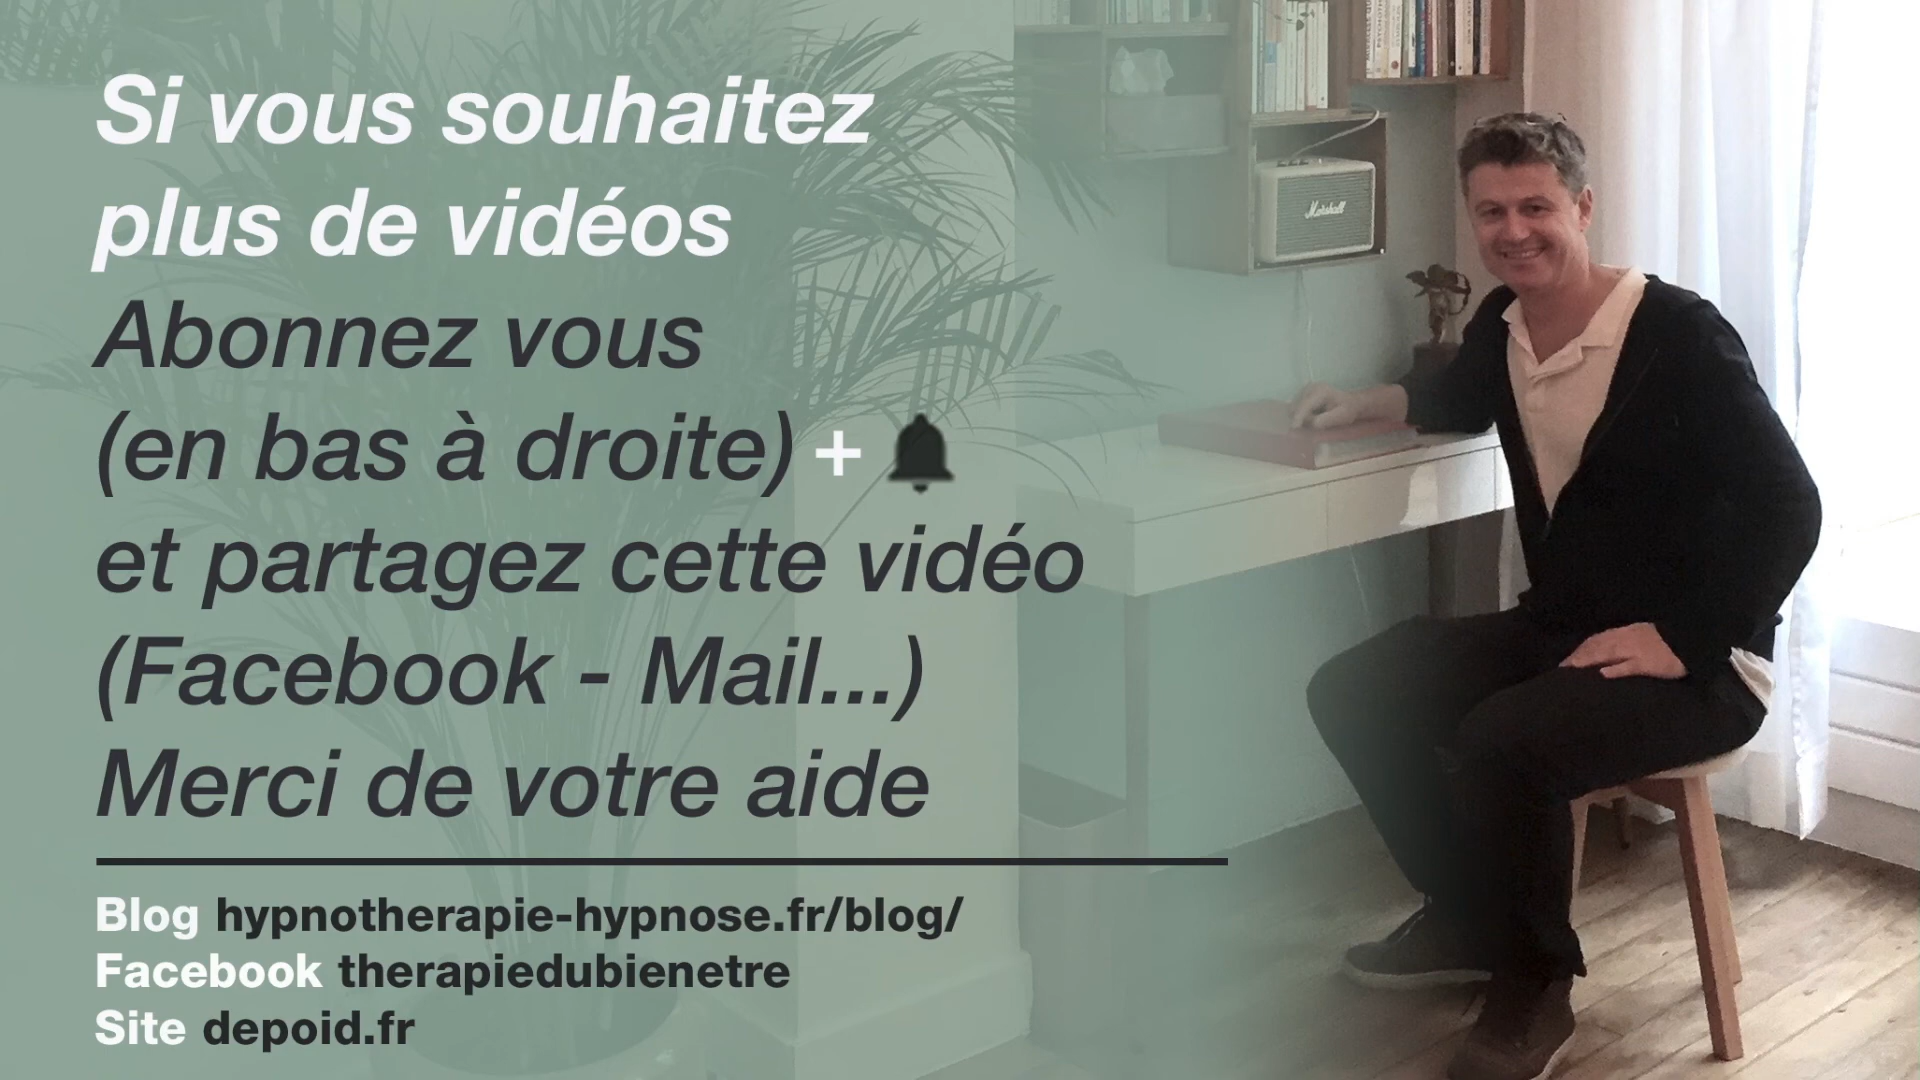 Si vous souhaitez
plus de vidéos
Abonnez vous
(en bas à droite) +
et partagez cette vidéo
(Facebook - Mail...)
Merci de votre aide
Blog hypnotherapie-hypnose.fr/blog/
Facebook therapiedubienetre
Site depoid.fr
Marshall